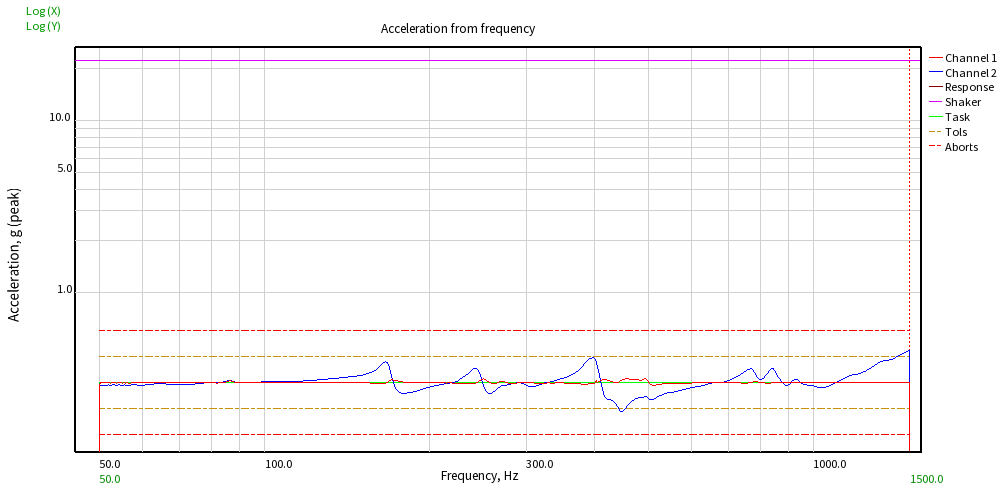 Log (X)
Log (Y)
Acceleration from frequency
Channel 1
Channel 2
Response
Shaker
Task
Tols
Aborts
10.0
5.0
1.0
Acceleration, g (peak)
50.0 100.0 300.0 1000.0
Frequency, Hz
50.0 1500.0